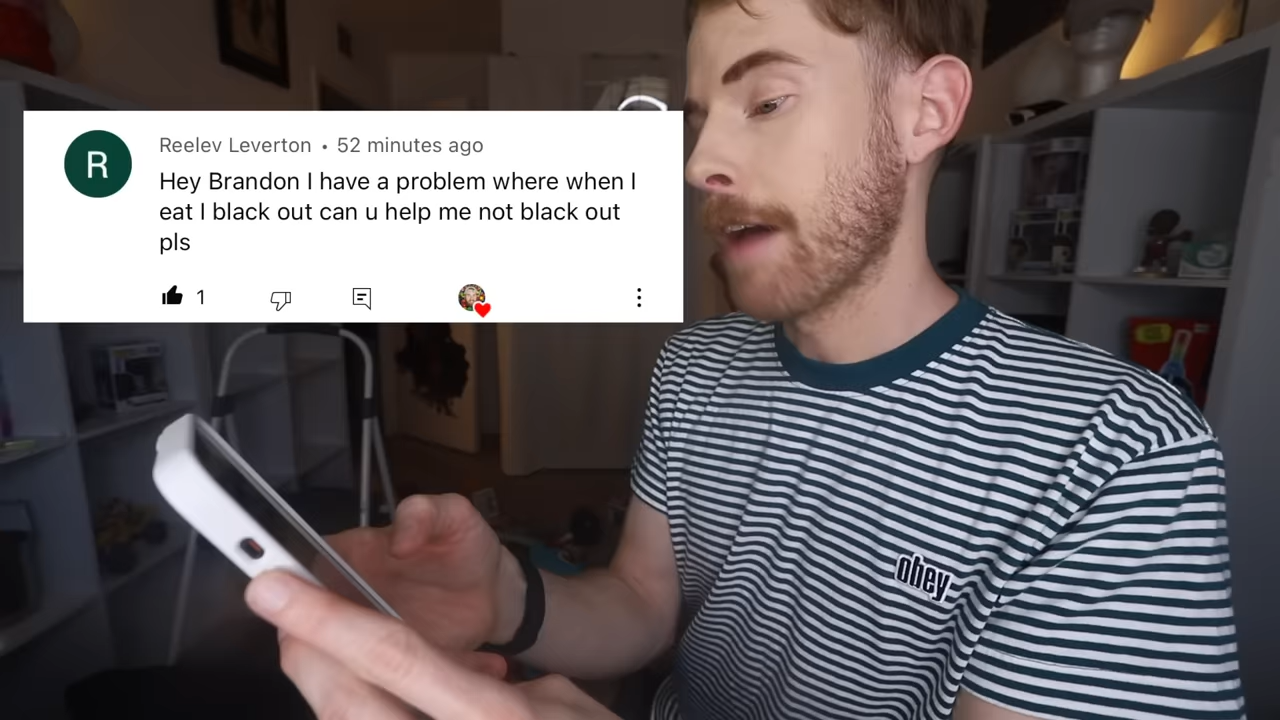 R
Reelev Leverton • 52 minutes ago
Hey Brandon I have a problem where when I
eat I black out can u help me not black out
pls
1
obey